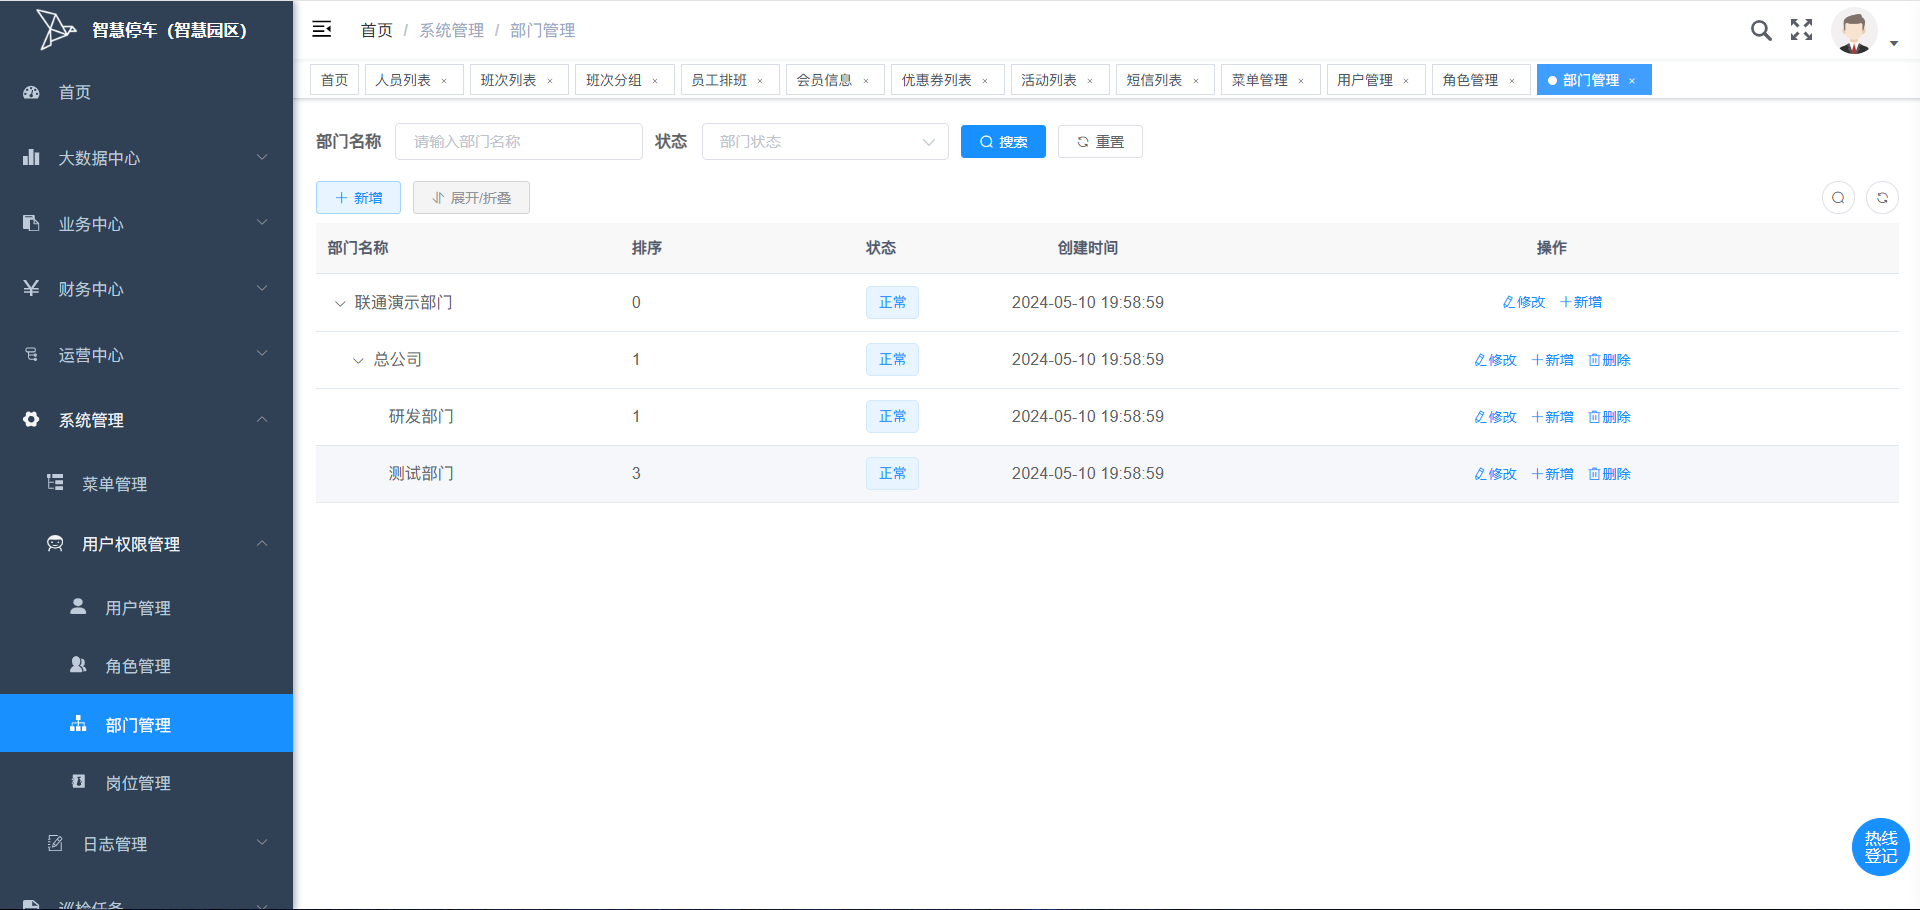 智慧停车（智慧园区）
首页
大数据中心
业务中心
财务中心
运营中心
系统管理
菜单管理
用户权限管理
用户管理
角色管理
部门管理
岗位管理
日志管理
巡检任务
首页 / 系统管理 / 部门管理
首页 人员列表 × 班次列表 × 班次分组 × 员工排班 × 会员信息 × 优惠券列表 × 活动列表 × 短信列表 × 菜单管理 × 用户管理 × 角色管理 × 部门管理 ×
部门名称 请输入部门名称 状态 部门状态 搜索 重置
新增 展开/折叠
部门名称 排序 状态 创建时间 操作
联通演示部门 0 正常 2024-05-10 19:58:59 修改 新增
总公司 1 正常 2024-05-10 19:58:59 修改 新增 删除
研发部门 1 正常 2024-05-10 19:58:59 修改 新增 删除
测试部门 3 正常 2024-05-10 19:58:59 修改 新增 删除
热线
登记